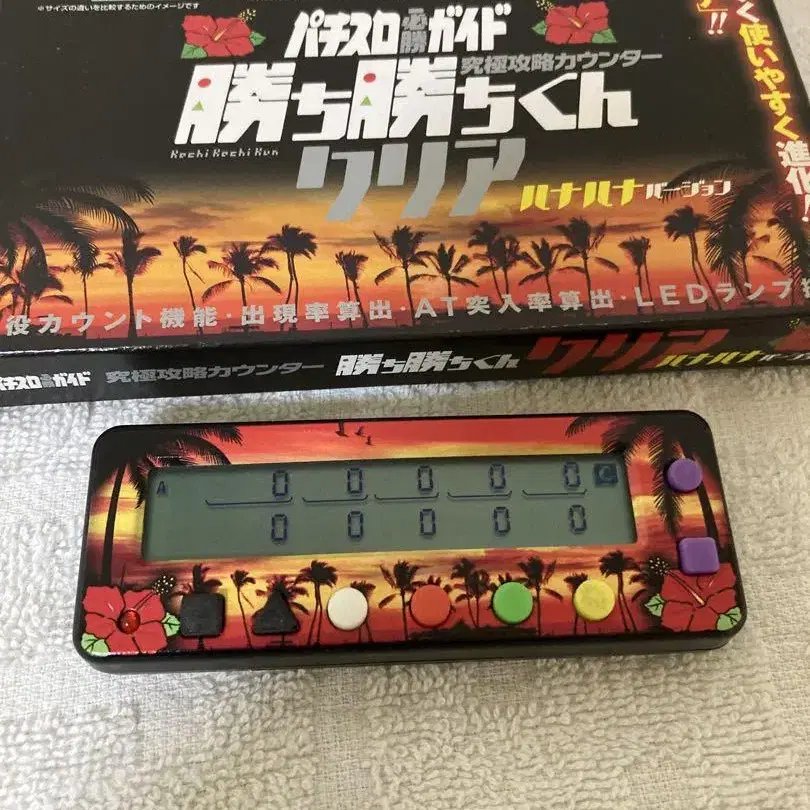 ※サイズの違いを比較するためのイメージです
パチスロ必勝ガイド
究極攻略カウンター
勝ち勝ちくん
Kachi Kachi Kun
クリア
ハナハナバージョン
く使いやすく進化
!!
役カウント機能・出現率算出・AT突入率算出・LEDランプ
パチスロ必勝ガイド 究極攻略カウンター 勝ち勝ちくん クリア ハナハナバージョ
A 0 0 0 0 0 C
0 0 0 0 0